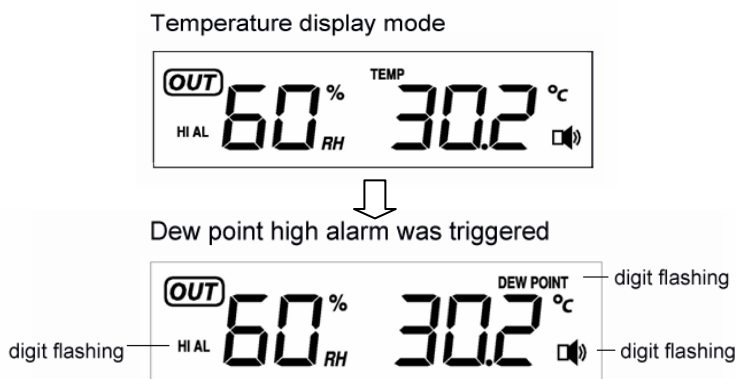 Temperature display mode
OUT
60 %
TEMP
30.2 °C
HI AL
RH
Dew point high alarm was triggered
OUT
60 %
DEW POINT
digit flashing
30.2 °C
digit flashing
HI AL
RH
digit flashing